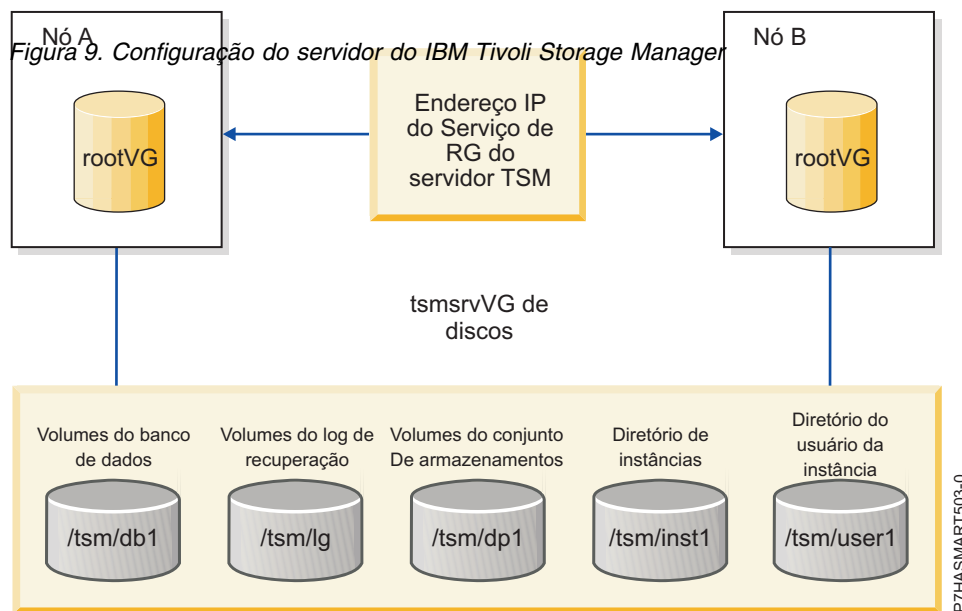 Nó A
Nó B
Figura 9. Configuração do servidor do IBM Tivoli Storage Manager
Endereço IP
do Serviço de
RG do
servidor TSM
rootVG
rootVG
tsmsrvVG de
discos
Volumes do banco
de dados
Volumes do log de
recuperação
Volumes do conjunto
De armazenamentos
Diretório de
instâncias
Diretório do
usuário da
instância
/tsm/db1
/tsm/lg
/tsm/dp1
/tsm/inst1
/tsm/user1
P7HASMART503-0